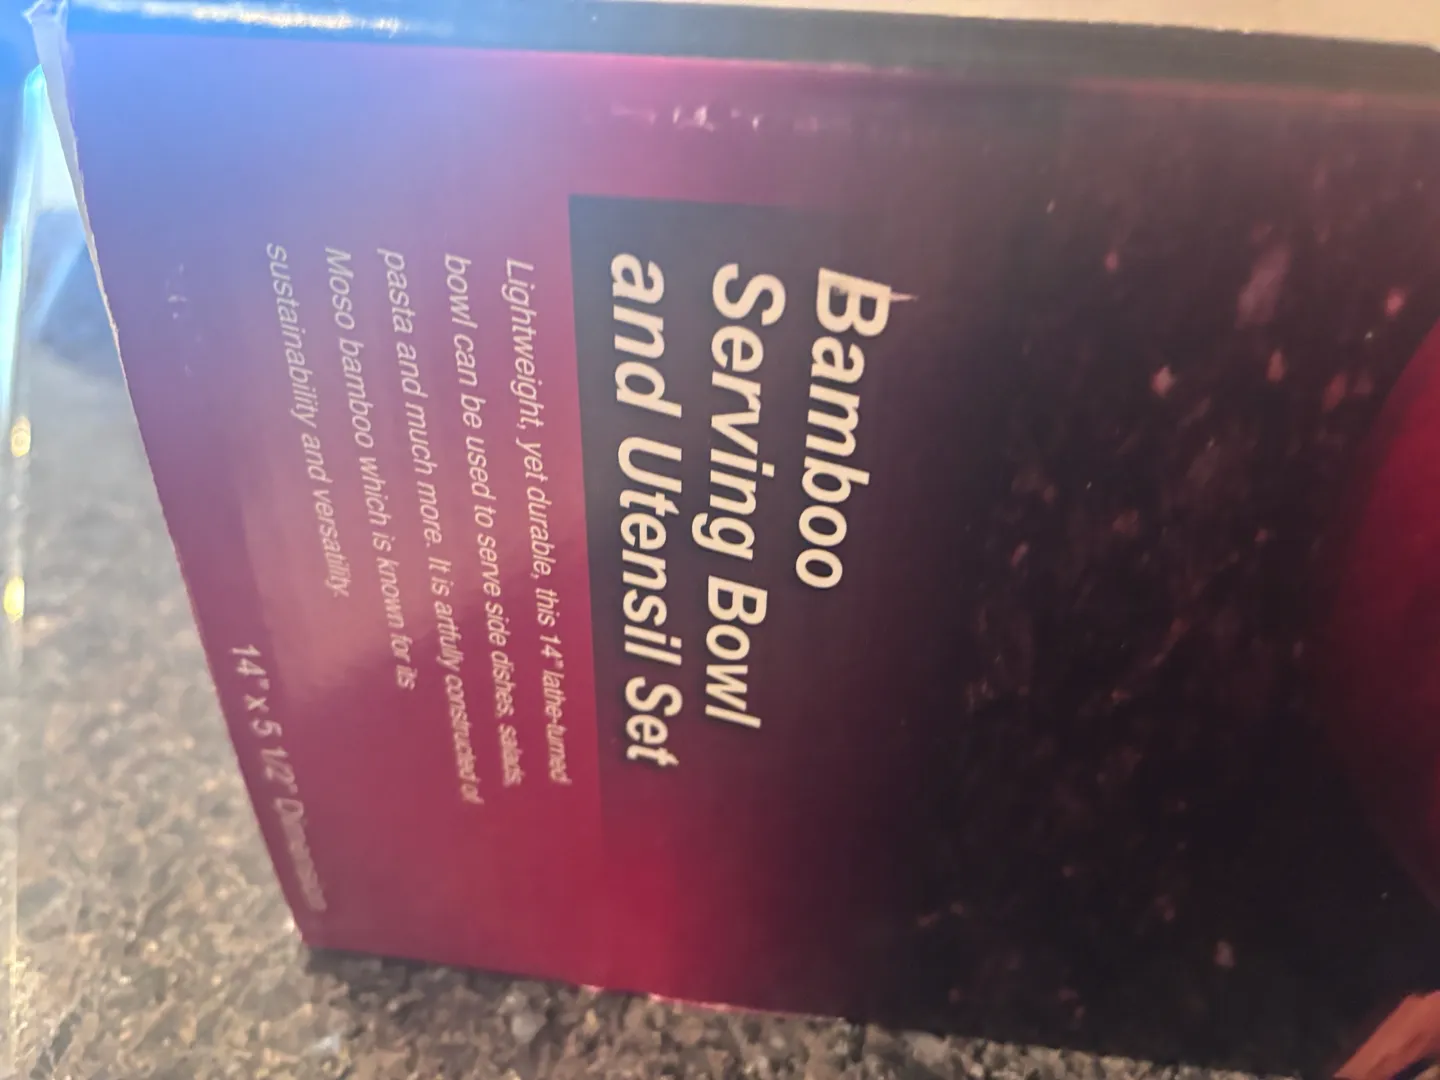 Bamboo
Serving Bowl
and Utensil Set
Lightweight, yet durable, this 14" lathe-turned
bowl can be used to serve side dishes, salads,
pasta and much more. It is artfully constructed of
Moso bamboo which is known for its
sustainability and versatility.
14" x 5 1/2" Dimension